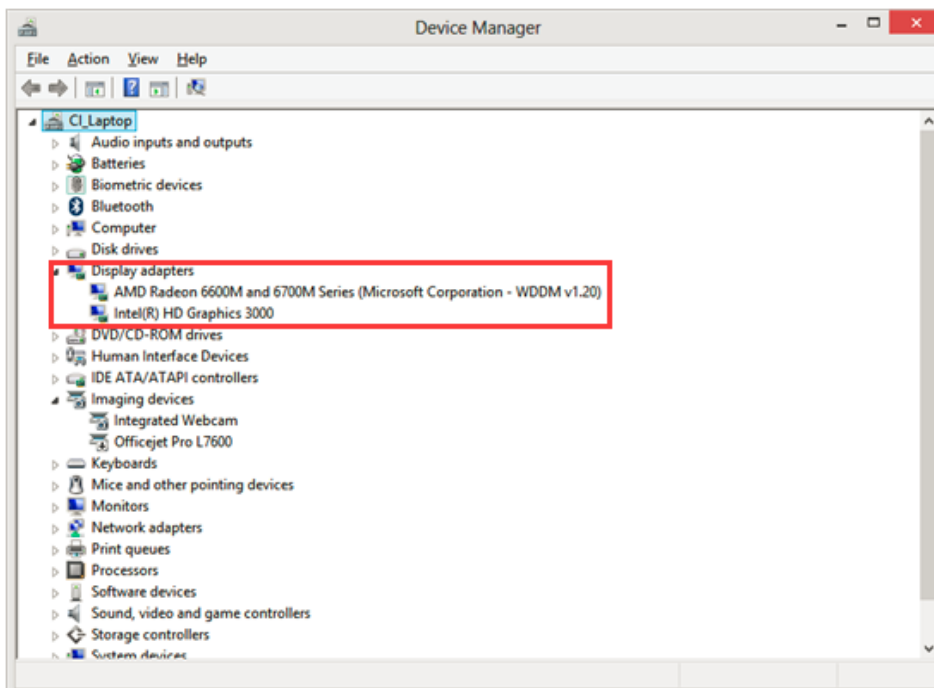 Device Manager
File Action View Help
CI_Laptop
Audio inputs and outputs
Batteries
Biometric devices
Bluetooth
Computer
Disk drives
Display adapters
AMD Radeon 6600M and 6700M Series (Microsoft Corporation - WDDM v1.20)
Intel(R) HD Graphics 3000
DVD/CD-ROM drives
Human Interface Devices
IDE ATA/ATAPI controllers
Imaging devices
Integrated Webcam
Officejet Pro L7600
Keyboards
Mice and other pointing devices
Monitors
Network adapters
Print queues
Processors
Software devices
Sound, video and game controllers
Storage controllers
System devices